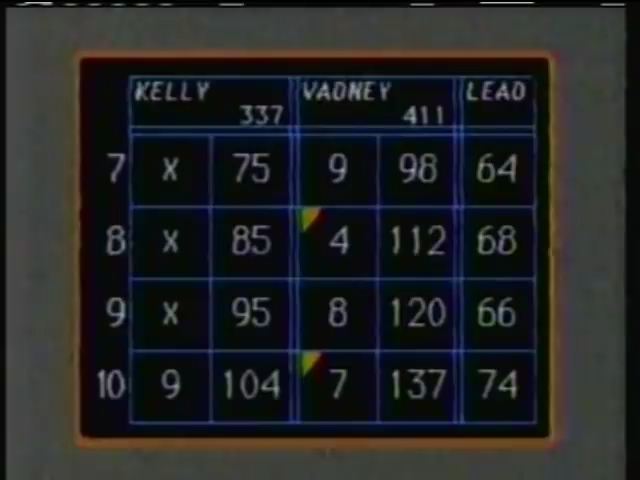 KELLY VADNEY LEAD
337 411
7 X 75 9 98 64
8 X 85 4 112 68
9 X 95 8 120 66
10 9 104 7 137 74